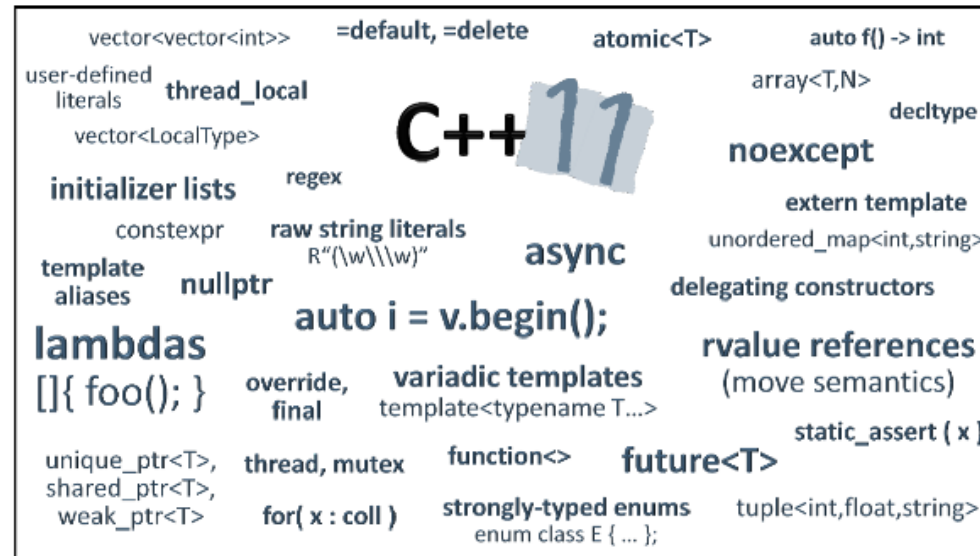 vector<vector<int>>
=default, =delete
atomic<T>
auto f() -> int
user-defined
literals
thread_local
array<T,N>
C++11
decltype
vector<LocalType>
noexcept
initializer lists
regex
extern template
constexpr
raw string literals
R“(\w\\\w)”
async
unordered_map<int,string>
template
aliases
nullptr
delegating constructors
auto i = v.begin();
lambdas
[]{ foo(); }
rvalue references
(move semantics)
override,
final
variadic templates
template<typename T…>
static_assert ( x )
unique_ptr<T>,
shared_ptr<T>,
weak_ptr<T>
thread, mutex
function<>
future<T>
for( x : coll )
strongly-typed enums
enum class E { … };
tuple<int,float,string>